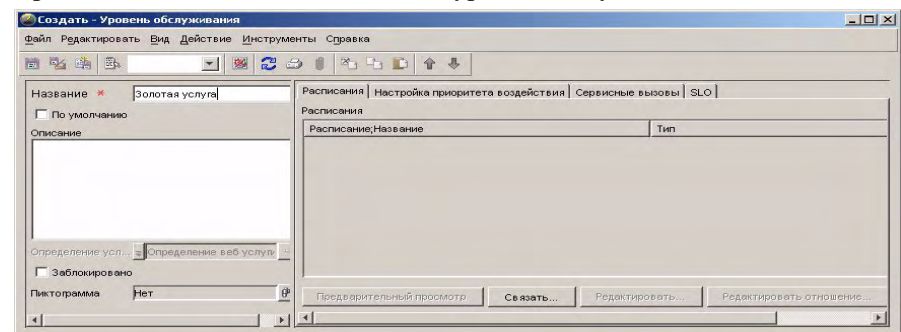 Создать - Уровень обслуживания
Файл Редактировать Вид Действие Инструменты Справка
Название * Золотая услуга
По умолчанию
Описание
Определение усл... Определение веб услуги
Заблокировано
Пиктограмма Нет
Расписания Настройка приоритета воздействия Сервисные вызовы SLO
Расписания
Расписание;Название Тип
Предварительный просмотр Связать... Редактировать... Редактировать отношение...